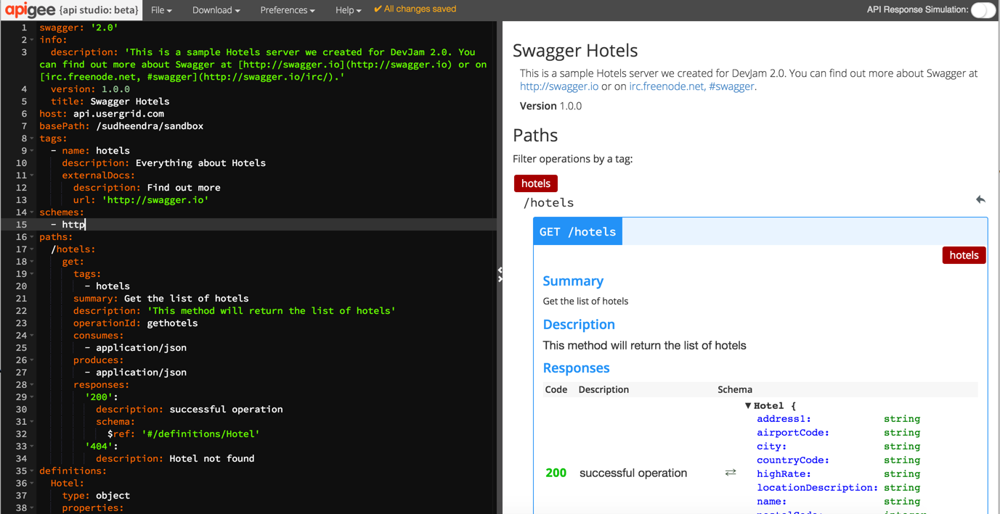 apigee {api studio: beta} File Download Preferences Help ✔ All changes saved API Response Simulation:
1 swagger: '2.0'
2 info:
3 description: 'This is a sample Hotels server we created for DevJam 2.0. You
can find out more about Swagger at [http://swagger.io](http://swagger.io) or on
[irc.freenode.net, #swagger](http://swagger.io/irc/).'
4 version: 1.0.0
5 title: Swagger Hotels
6 host: api.usergrid.com
7 basePath: /sudheendra/sandbox
8 tags:
9 - name: hotels
10 description: Everything about Hotels
11 externalDocs:
12 description: Find out more
13 url: 'http://swagger.io'
14 schemes:
15 - http
16 paths:
17 /hotels:
18 get:
19 tags:
20 - hotels
21 summary: Get the list of hotels
22 description: 'This method will return the list of hotels'
23 operationId: gethotels
24 consumes:
25 - application/json
26 produces:
27 - application/json
28 responses:
29 '200':
30 description: successful operation
31 schema:
32 $ref: '#/definitions/Hotel'
33 '404':
34 description: Hotel not found
35 definitions:
36 Hotel:
37 type: object
38 properties:
Swagger Hotels
This is a sample Hotels server we created for DevJam 2.0. You can find out more about Swagger at
http://swagger.io or on irc.freenode.net, #swagger.
Version 1.0.0
Paths
Filter operations by a tag:
hotels
/hotels
GET /hotels
hotels
Summary
Get the list of hotels
Description
This method will return the list of hotels
Responses
Code Description Schema
200 successful operation ⇄
▼ Hotel {
address1: string
airportCode: string
city: string
countryCode: string
highRate: string
locationDescription: string
name: string